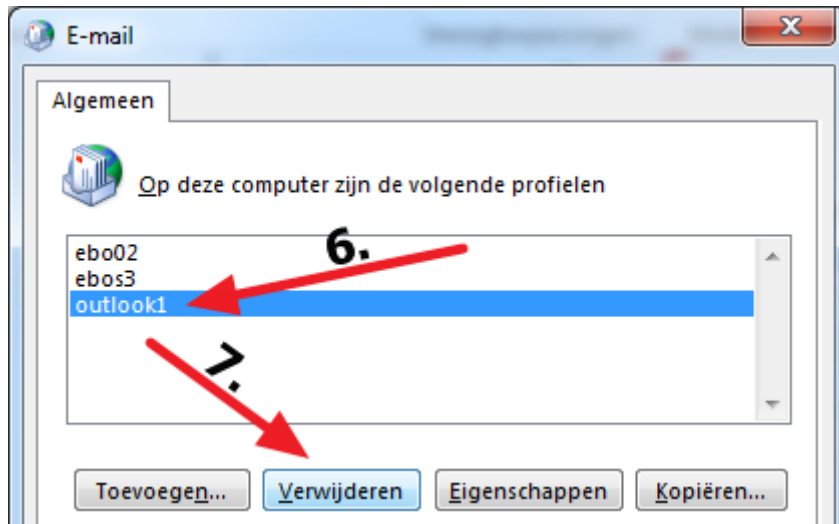 E-mail
Algemeen
Op deze computer zijn de volgende profielen
6.
ebo02
ebos3
outlook1
7.
Toevoegen... Verwijderen Eigenschappen Kopiëren...